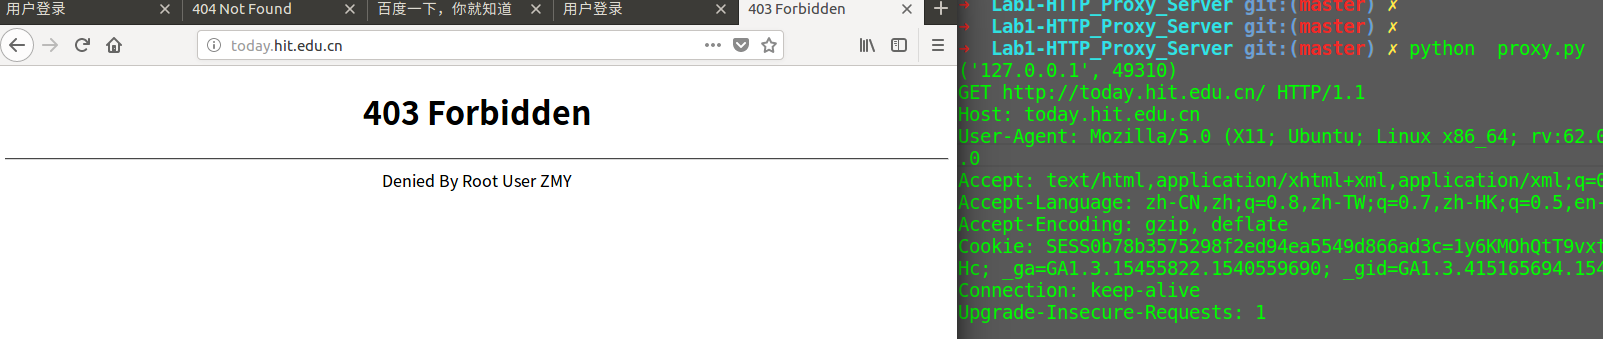 用户登录
404 Not Found
百度一下，你就知道
用户登录
403 Forbidden
today.hit.edu.cn
403 Forbidden
Denied By Root User ZMY
→ Lab1-HTTP_Proxy_Server git:(master) ✗
→ Lab1-HTTP_Proxy_Server git:(master) ✗
→ Lab1-HTTP_Proxy_Server git:(master) ✗ python  proxy.py
('127.0.0.1', 49310)
GET http://today.hit.edu.cn/ HTTP/1.1
Host: today.hit.edu.cn
User-Agent: Mozilla/5.0 (X11; Ubuntu; Linux x86_64; rv:62.0
.0
Accept: text/html,application/xhtml+xml,application/xml;q=0
Accept-Language: zh-CN,zh;q=0.8,zh-TW;q=0.7,zh-HK;q=0.5,en-
Accept-Encoding: gzip, deflate
Cookie: SESS0b78b3575298f2ed94ea5549d866ad3c=1y6KMOhQtT9vxt
Hc; _ga=GA1.3.15455822.1540559690; _gid=GA1.3.415165694.154
Connection: keep-alive
Upgrade-Insecure-Requests: 1